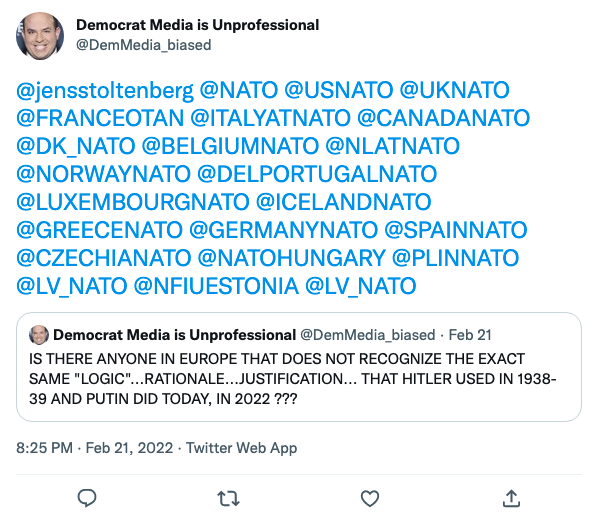 Democrat Media is Unprofessional
@DemMedia_biased
@jensstoltenberg @NATO @USNATO @UKNATO
@FRANCEOTAN @ITALYATNATO @CANADANATO
@DK_NATO @BELGIUMNATO @NLATNATO
@NORWAYNATO @DELPORTUGALNATO
@LUXEMBOURGNATO @ICELANDNATO
@GREECENATO @GERMANYNATO @SPAINNATO
@CZECHIANATO @NATOHUNGARY @PLINNATO
@LV_NATO @NFIUESTONIA @LV_NATO
Democrat Media is Unprofessional @DemMedia_biased · Feb 21
IS THERE ANYONE IN EUROPE THAT DOES NOT RECOGNIZE THE EXACT
SAME "LOGIC"...RATIONALE...JUSTIFICATION... THAT HITLER USED IN 1938-
39 AND PUTIN DID TODAY, IN 2022 ???
8:25 PM · Feb 21, 2022 · Twitter Web App